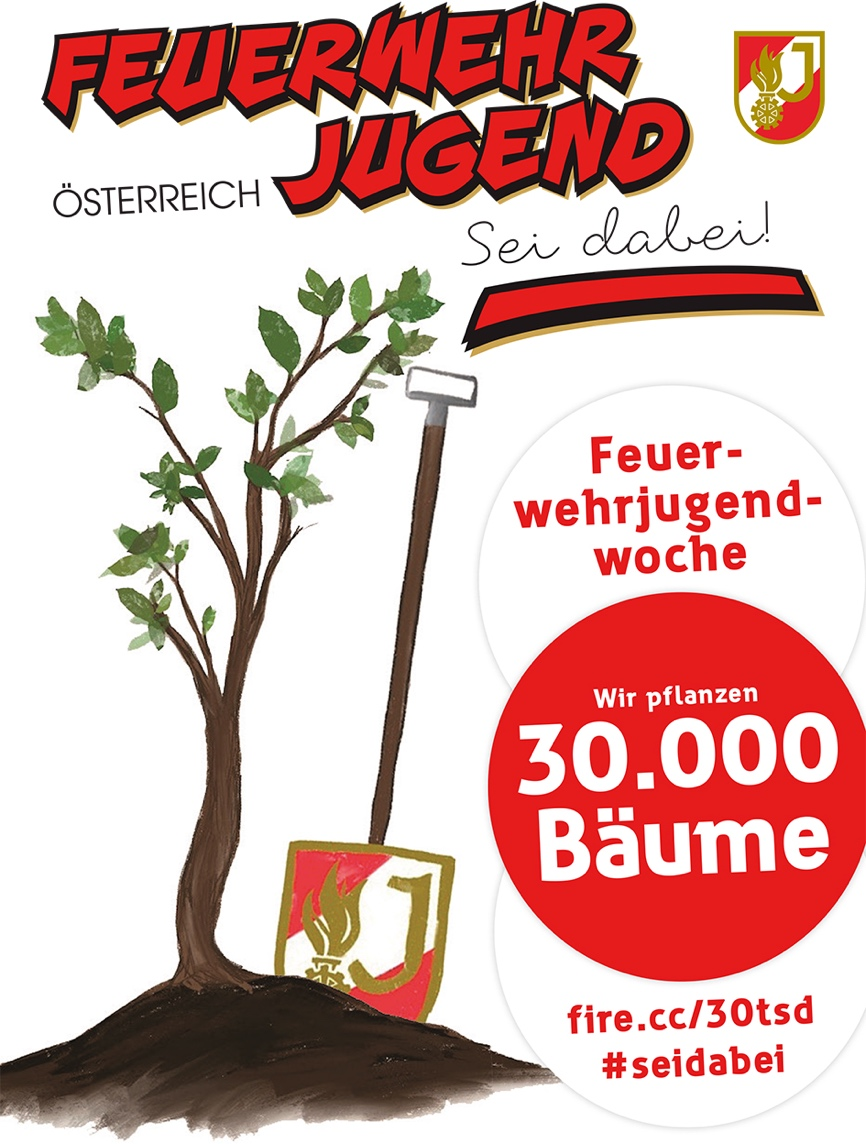 FEUERWEHR
JUGEND
ÖSTERREICH
Sei dabei!
J
Feuer-
wehrjugend-
woche
Wir pflanzen
30.000
Bäume
J
fire.cc/30tsd
#seidabei